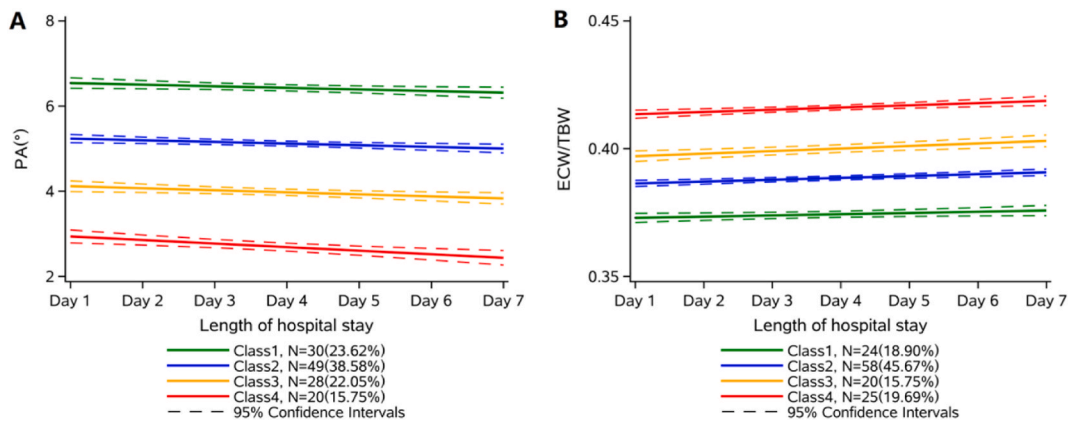 A
PA(°)
8
6
4
2
Day 1 Day 2 Day 3 Day 4 Day 5 Day 6 Day 7
Length of hospital stay
Class1, N=30(23.62%)
Class2, N=49(38.58%)
Class3, N=28(22.05%)
Class4, N=20(15.75%)
95% Confidence Intervals
B
ECW/TBW
0.45
0.40
0.35
Day 1 Day 2 Day 3 Day 4 Day 5 Day 6 Day 7
Length of hospital stay
Class1, N=24(18.90%)
Class2, N=58(45.67%)
Class3, N=20(15.75%)
Class4, N=25(19.69%)
95% Confidence Intervals